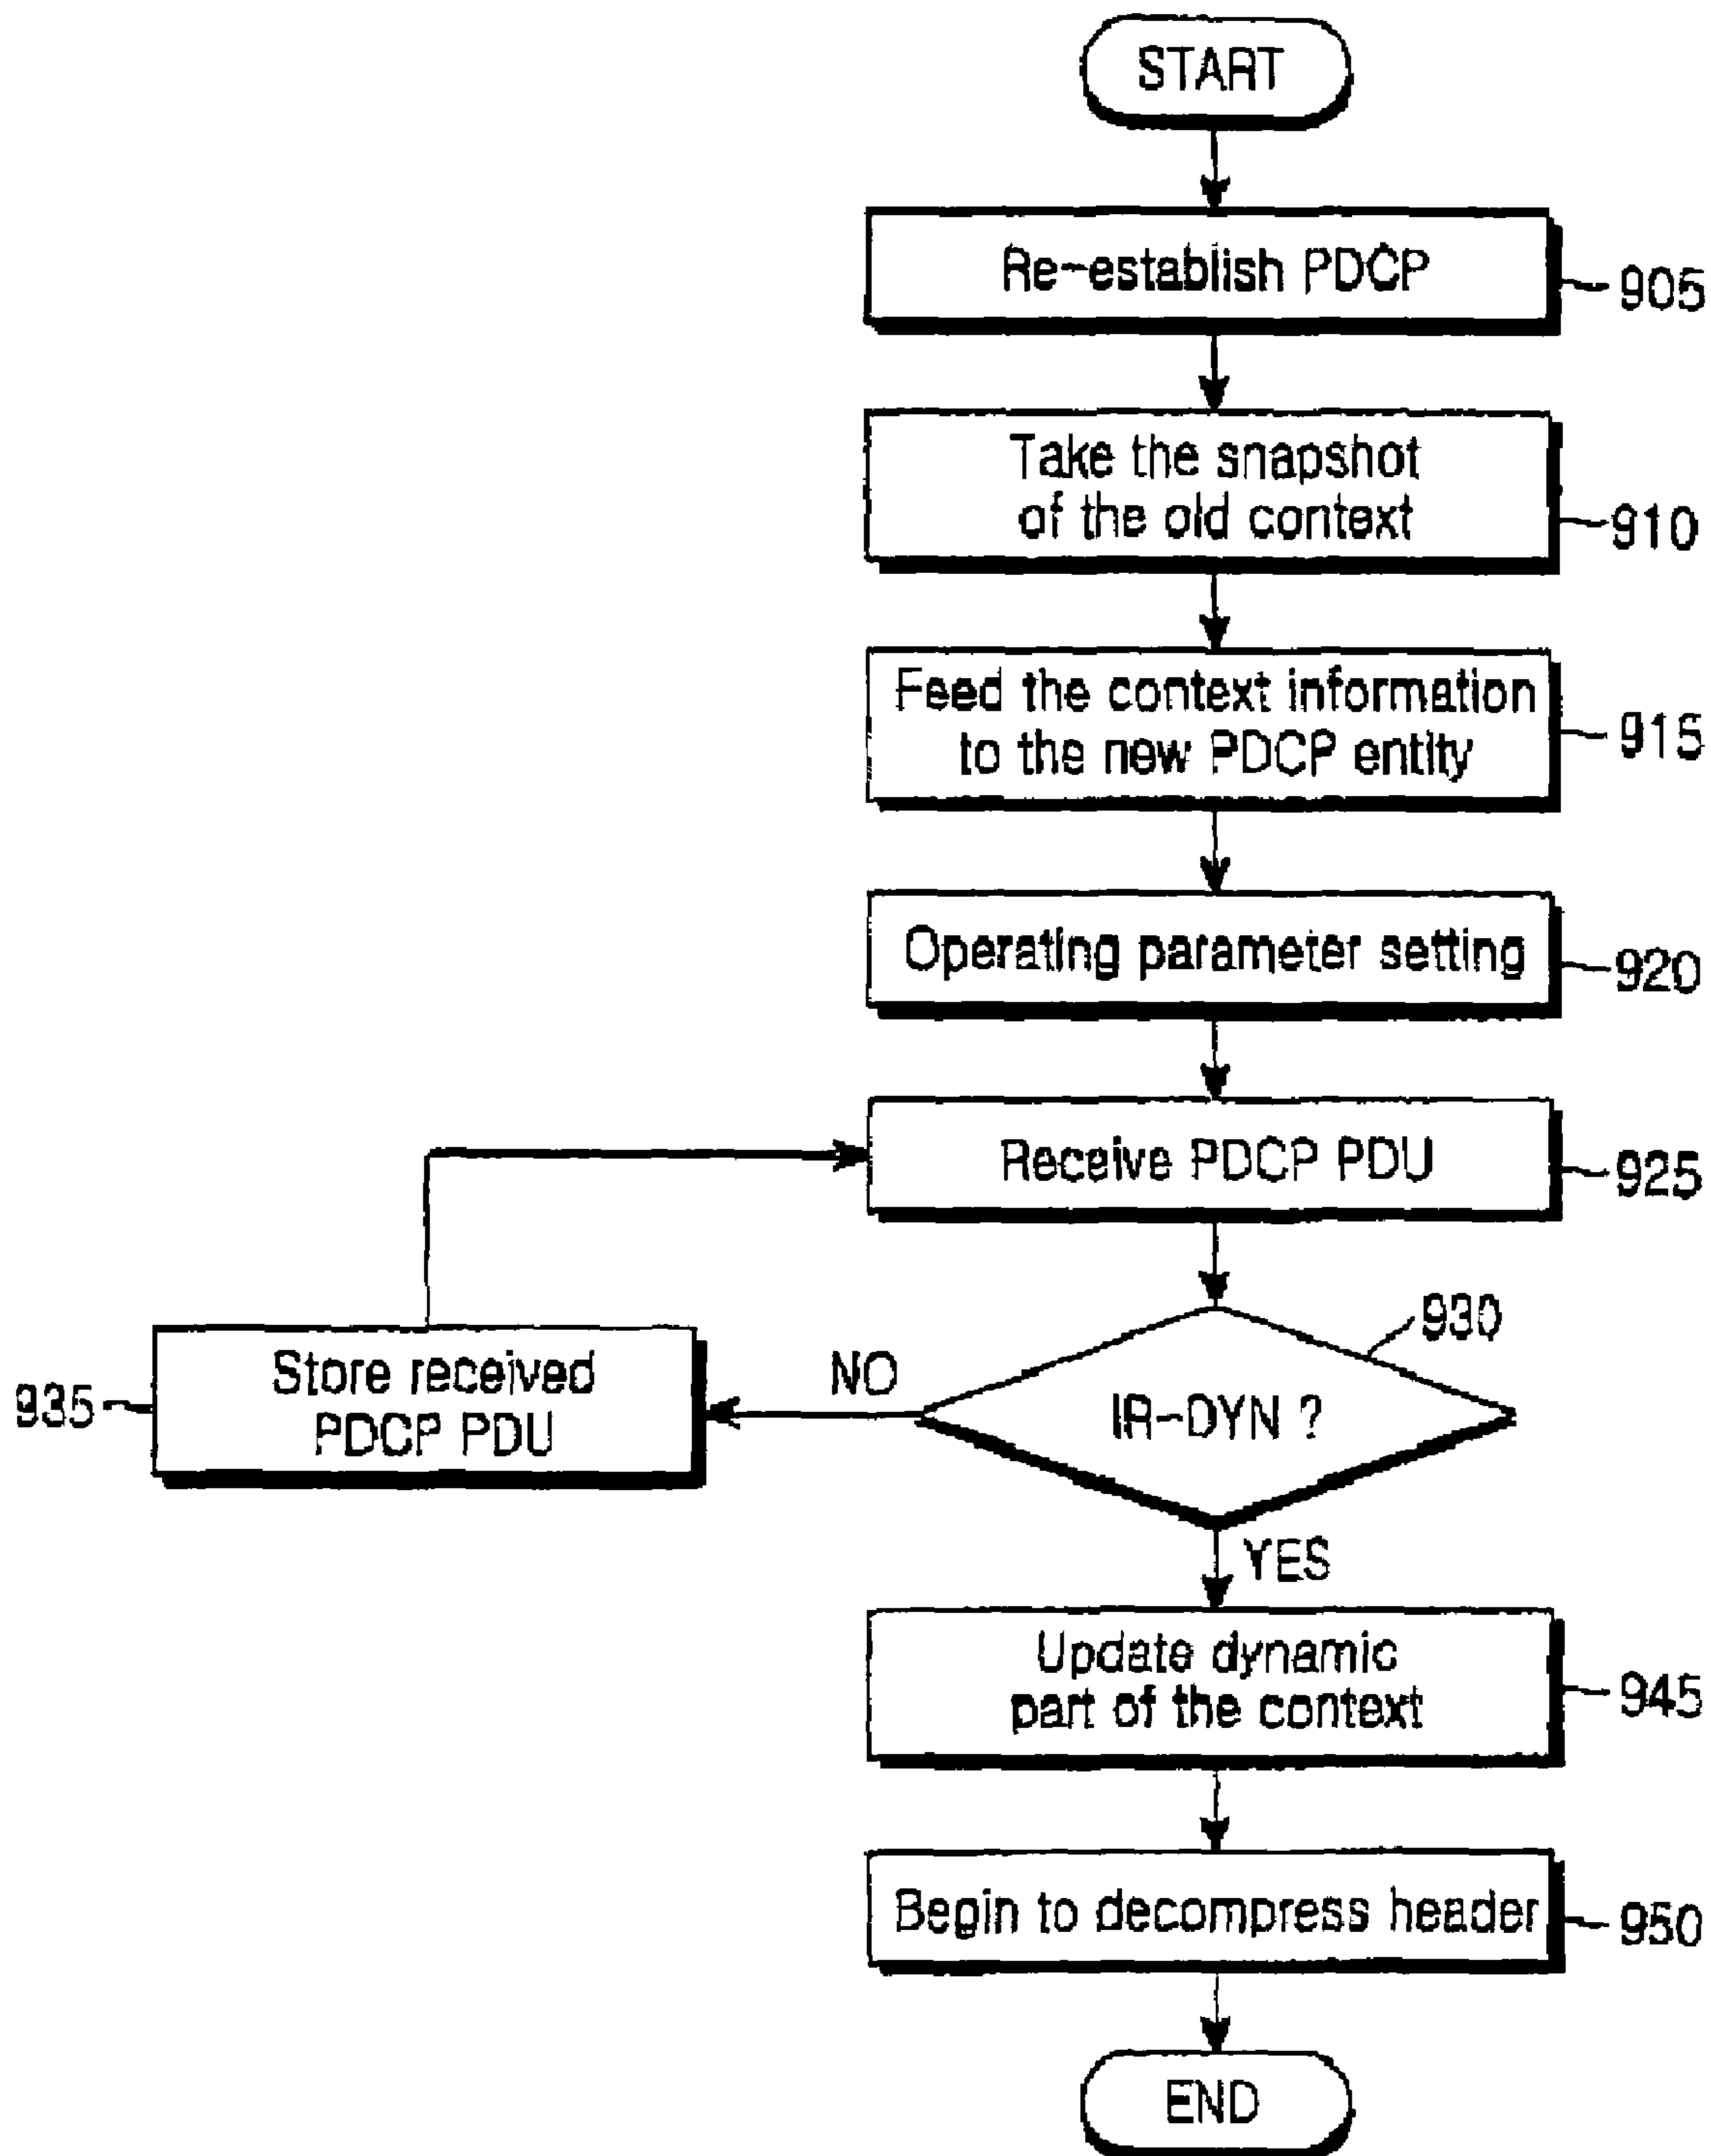 START
Re-establish PDCP
905
Take the snapshot
of the old context
910
Feed the context information
to the new PDCP entity
915
Operating parameter setting
920
Receive PDCP PDU
925
930
IR-DYN ?
NO
Store received
PDCP PDU
935
YES
Update dynamic
part of the context
945
Begin to decompress header
950
END